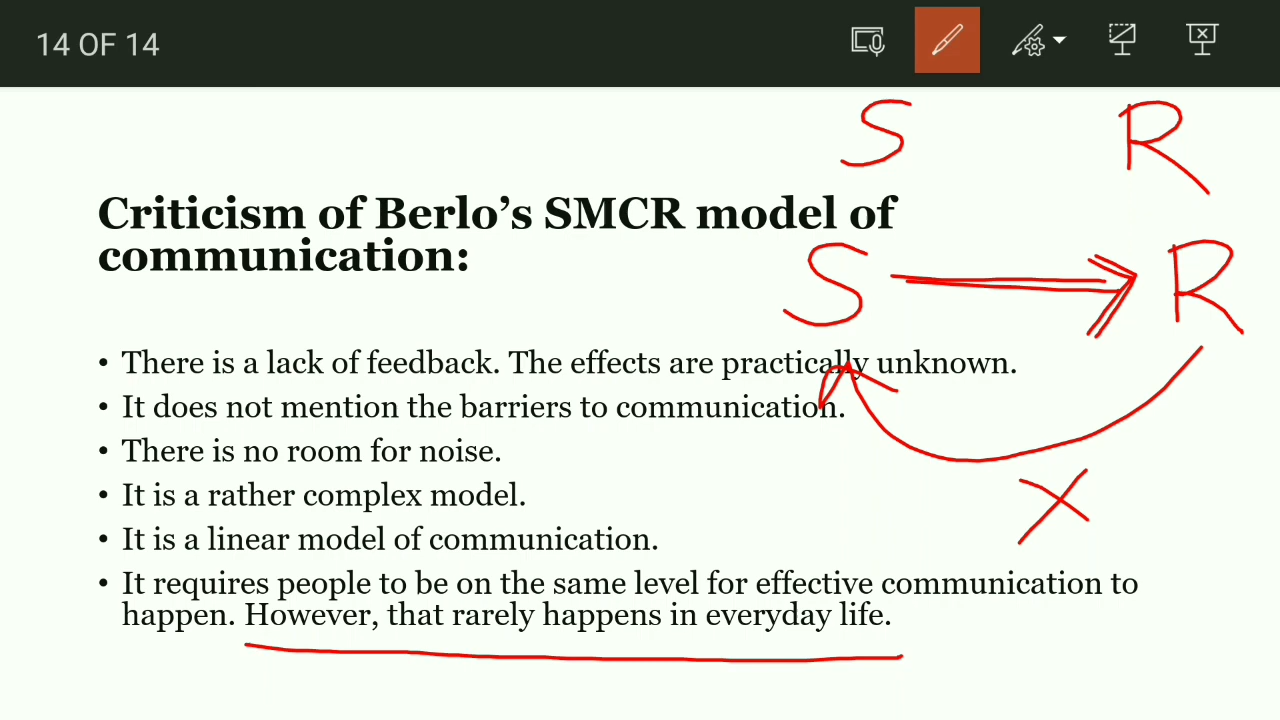 14 OF 14
S R
Criticism of Berlo's SMCR model of
communication:
S R
• There is a lack of feedback. The effects are practically unknown.
• It does not mention the barriers to communication.
• There is no room for noise.
• It is a rather complex model.
X
• It is a linear model of communication.
• It requires people to be on the same level for effective communication to
happen. However, that rarely happens in everyday life.